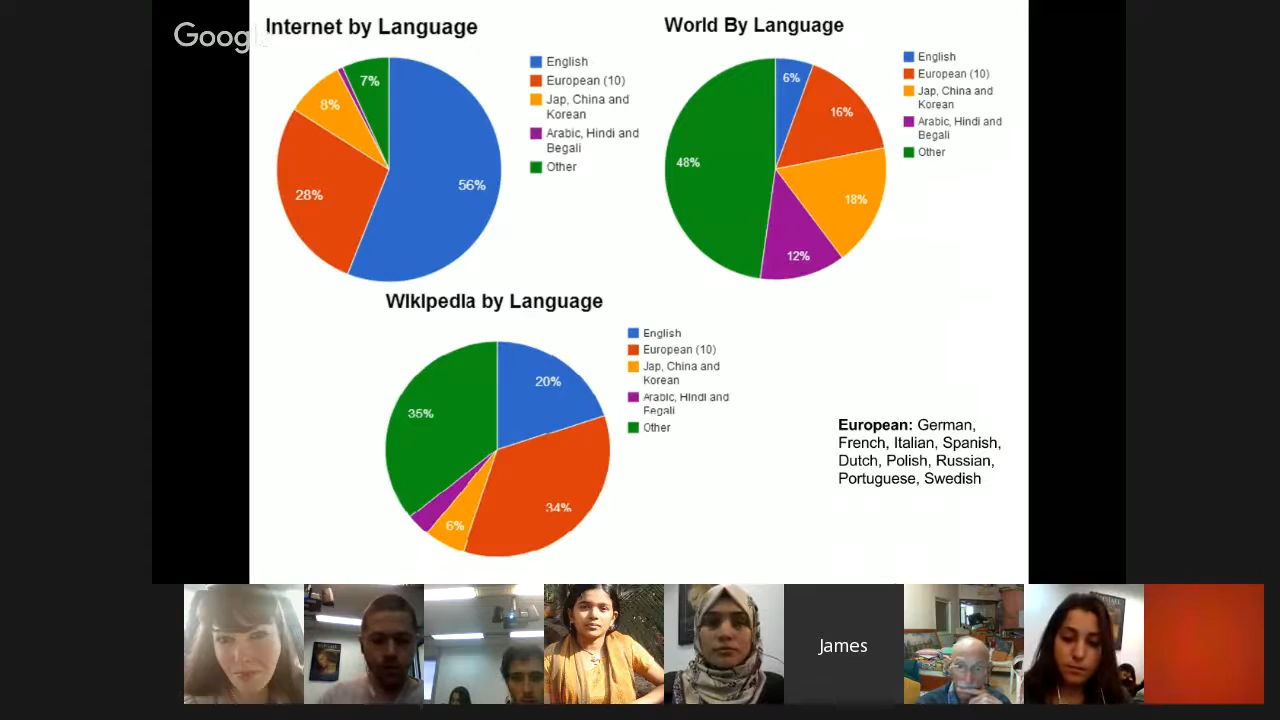 Google
Internet by Language
English
European (10)
Jap, China and
Korean
Arabic, Hindi and
Begali
Other
7%
8%
28%
56%
World By Language
English
European (10)
Jap, China and
Korean
Arabic, Hindi and
Begali
Other
6%
16%
48%
18%
12%
Wikipedia by Language
English
European (10)
Jap, China and
Korean
Arabic, Hindi and
Begali
Other
20%
35%
34%
6%
European: German,
French, Italian, Spanish,
Dutch, Polish, Russian,
Portuguese, Swedish
James